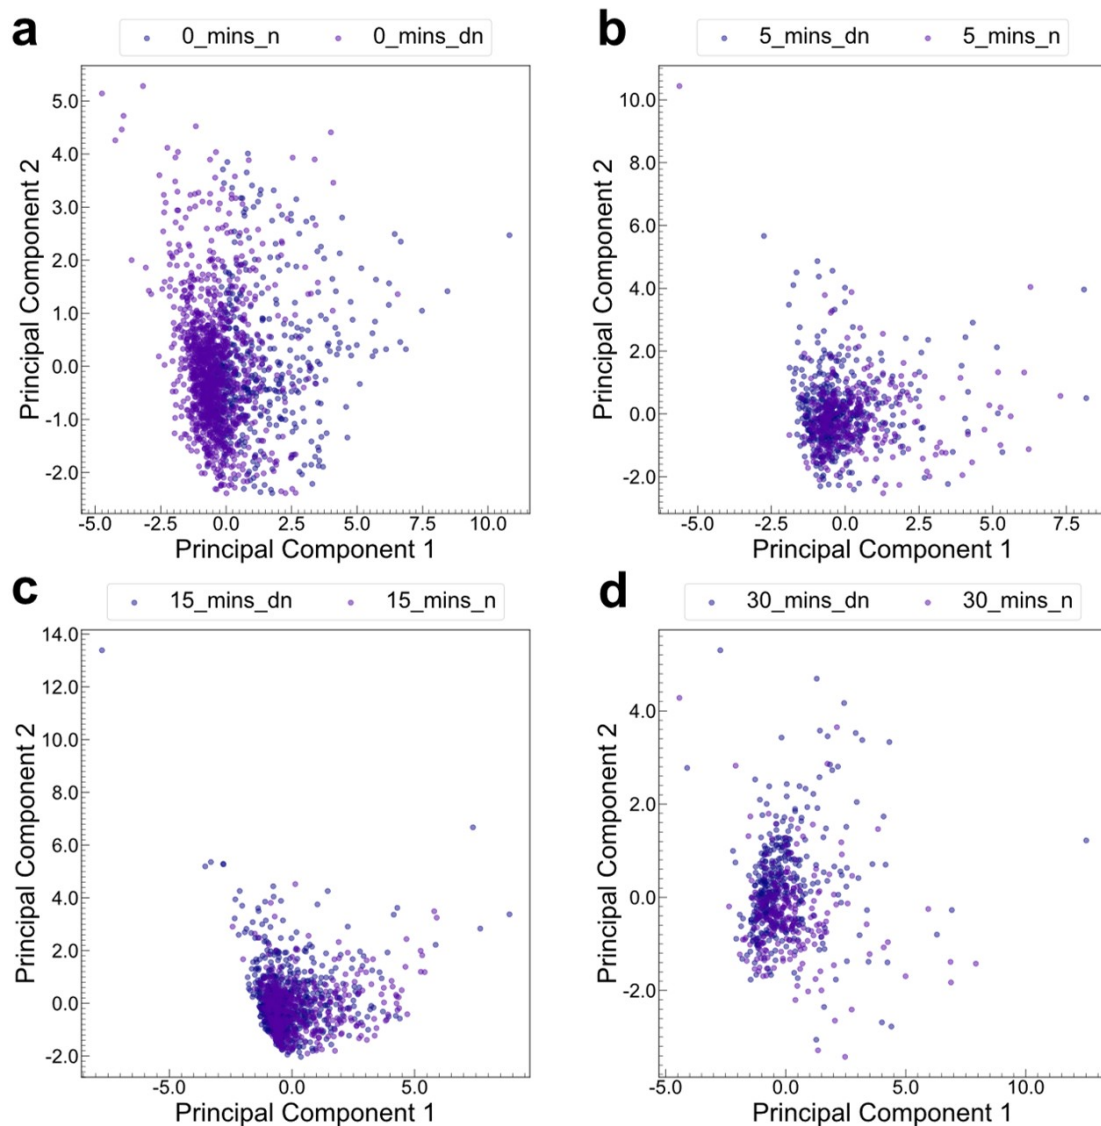 a
0_mins_n 0_mins_dn
5.0
4.0
3.0
2.0
1.0
0.0
-1.0
-2.0
Principal Component 2
-5.0 -2.5 0.0 2.5 5.0 7.5 10.0
Principal Component 1
b
5_mins_dn 5_mins_n
10.0
8.0
6.0
4.0
2.0
0.0
-2.0
Principal Component 2
-5.0 -2.5 0.0 2.5 5.0 7.5
Principal Component 1
c
15_mins_dn 15_mins_n
14.0
12.0
10.0
8.0
6.0
4.0
2.0
0.0
-2.0
Principal Component 2
-5.0 0.0 5.0
Principal Component 1
d
30_mins_dn 30_mins_n
4.0
2.0
0.0
-2.0
Principal Component 2
-5.0 0.0 5.0 10.0
Principal Component 1